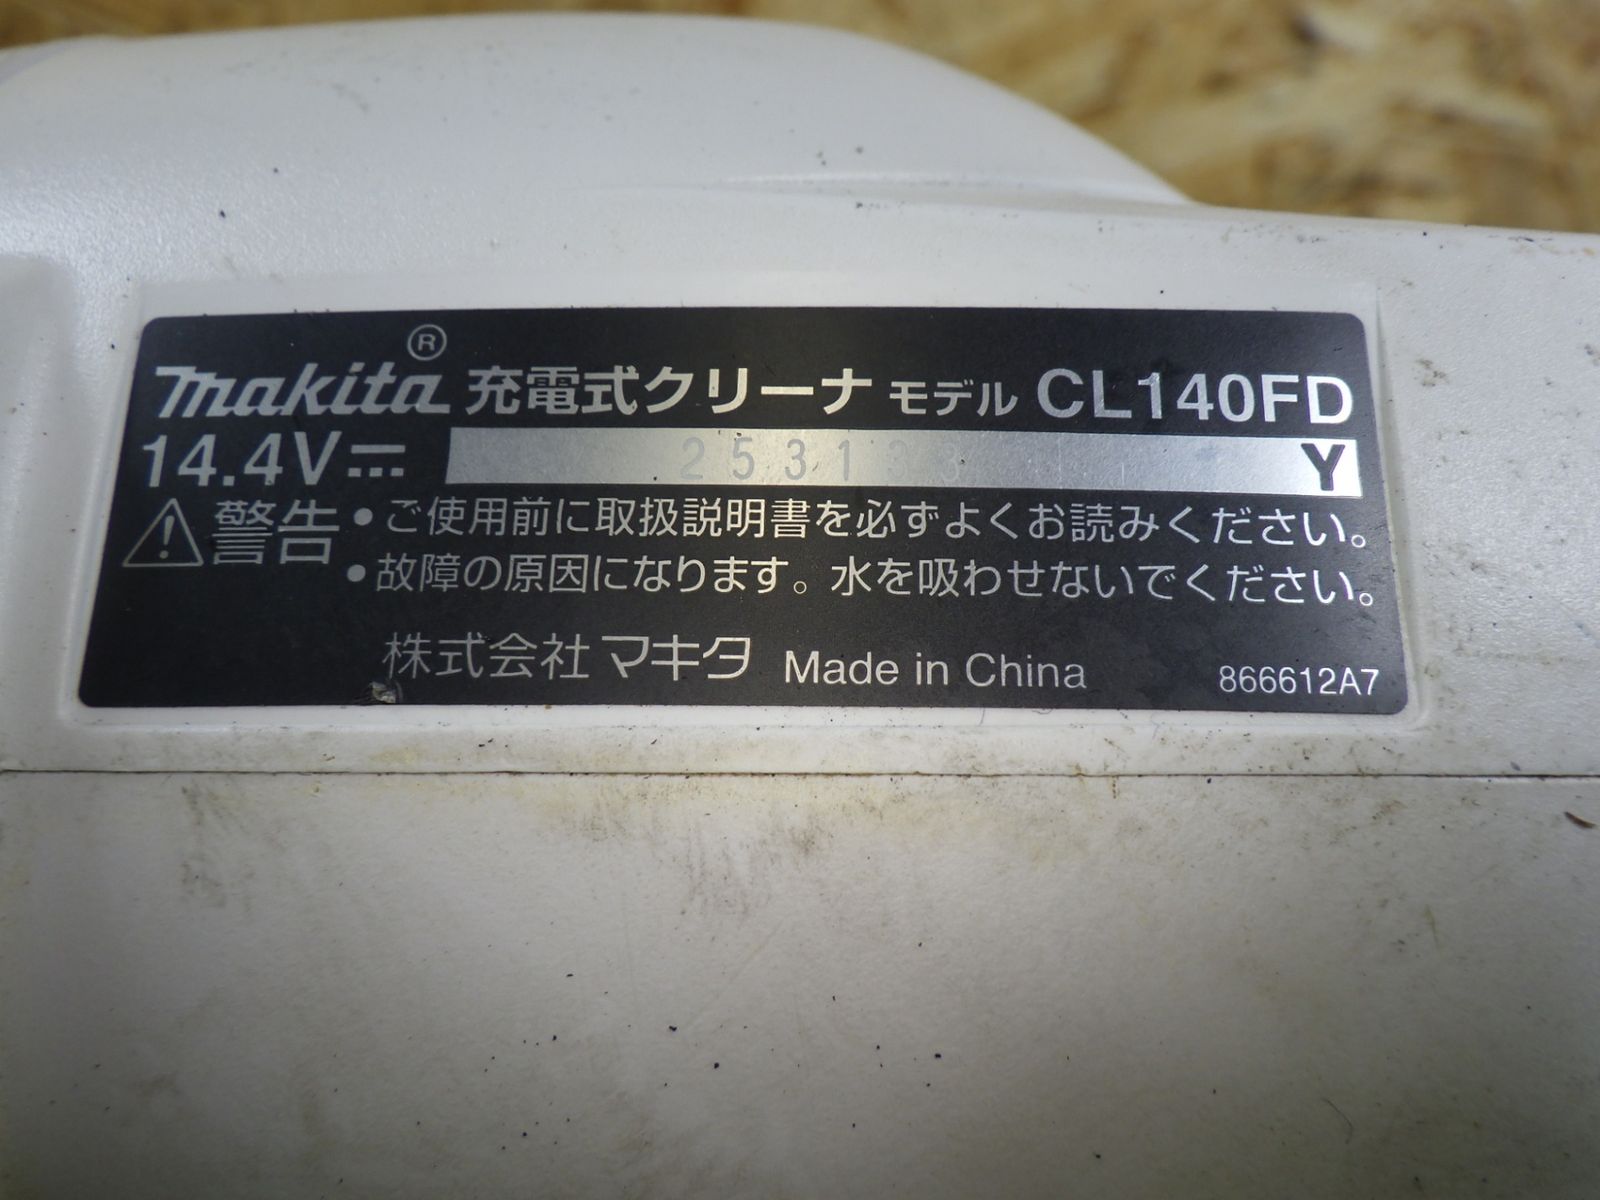 makita® 充電式クリーナ モデル CL140FD
14.4V 253133 Y
警告 ●ご使用前に取扱説明書を必ずよくお読みください。
●故障の原因になります。水を吸わせないでください。
株式会社マキタ Made in China 866612A7